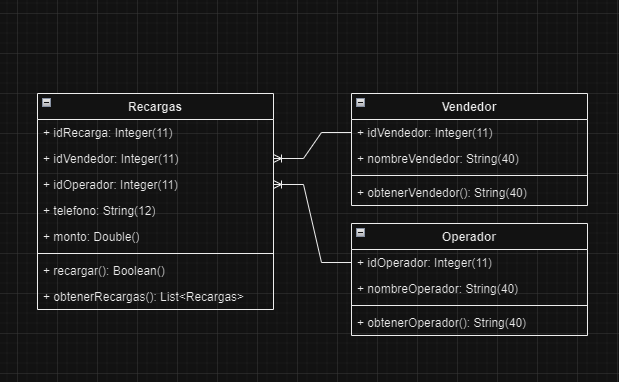 Recargas
+ idRecarga: Integer(11)
+ idVendedor: Integer(11)
+ idOperador: Integer(11)
+ telefono: String(12)
+ monto: Double()
+ recargar(): Boolean()
+ obtenerRecargas(): List<Recargas>
Vendedor
+ idVendedor: Integer(11)
+ nombreVendedor: String(40)
+ obtenerVendedor(): String(40)
Operador
+ idOperador: Integer(11)
+ nombreOperador: String(40)
+ obtenerOperador(): String(40)